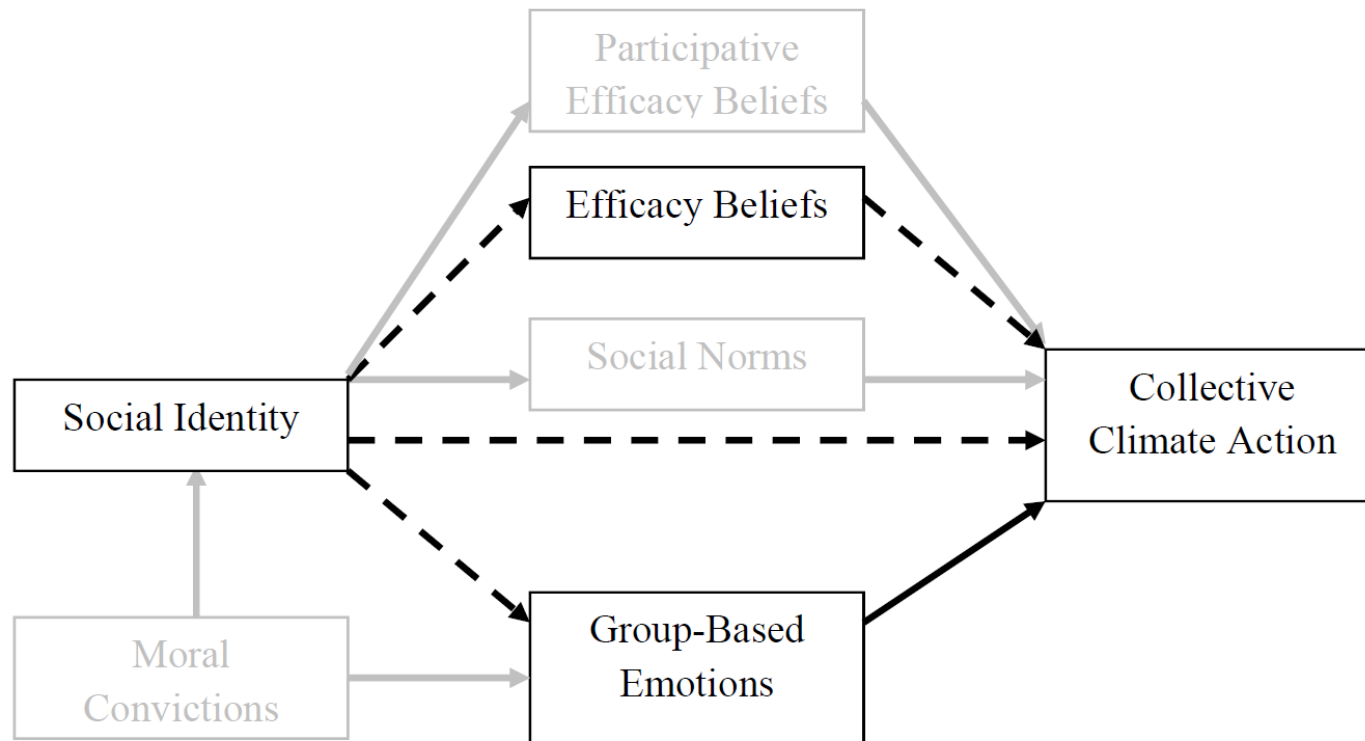 Participative
Efficacy Beliefs
Efficacy Beliefs
Social Norms
Social Identity
Collective
Climate Action
Moral
Convictions
Group-Based
Emotions